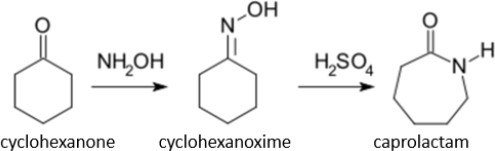 O
NH₂OH
N
OH
H₂SO₄
O
N
H
cyclohexanone
cyclohexanoxime
caprolactam